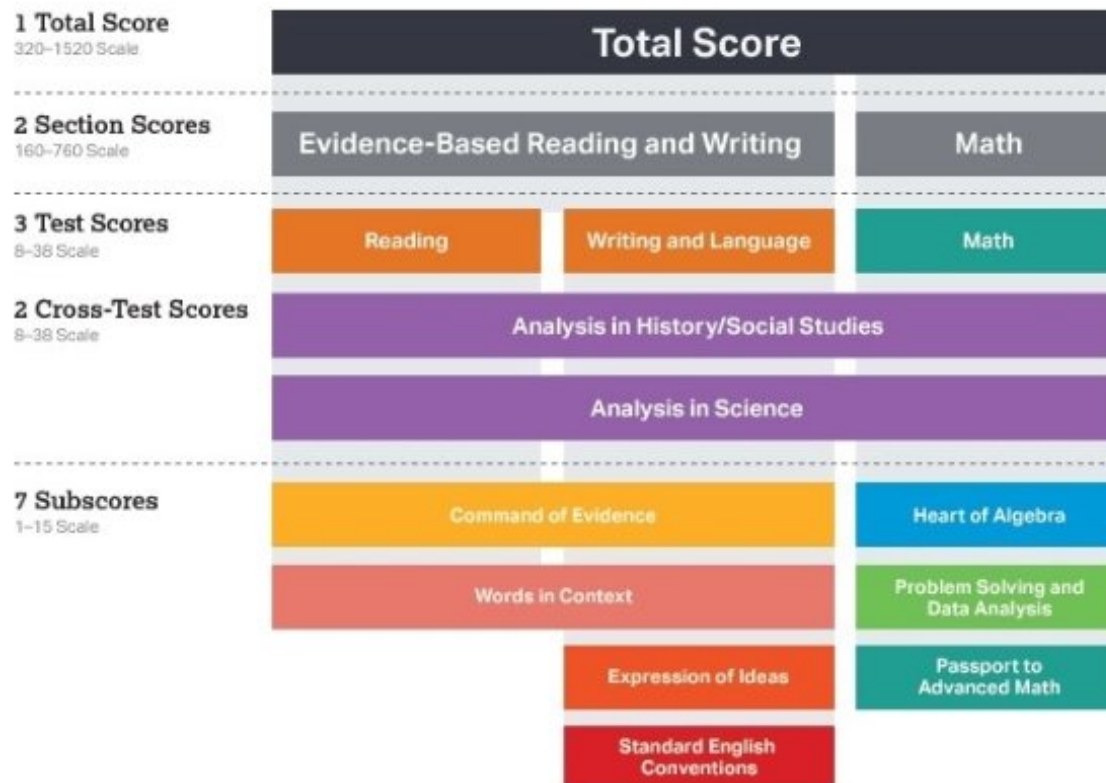 1 Total Score
320–1520 Scale
Total Score
2 Section Scores
160–760 Scale
Evidence-Based Reading and Writing
Math
3 Test Scores
8–38 Scale
Reading
Writing and Language
Math
2 Cross-Test Scores
8–38 Scale
Analysis in History/Social Studies
Analysis in Science
7 Subscores
1–15 Scale
Command of Evidence
Heart of Algebra
Words in Context
Problem Solving and
Data Analysis
Expression of Ideas
Passport to
Advanced Math
Standard English
Conventions